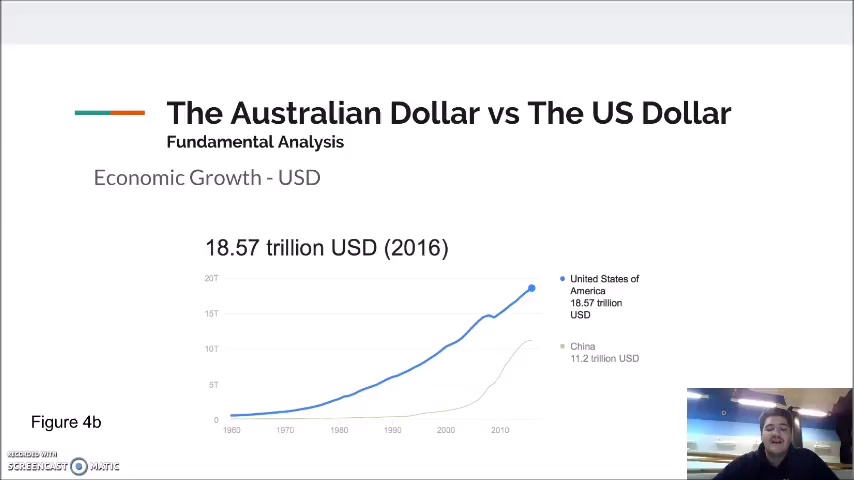 The Australian Dollar vs The US Dollar
Fundamental Analysis
Economic Growth - USD
18.57 trillion USD (2016)
20T
15T
10T
5T
0
1960 1970 1980 1990 2000 2010
United States of
America
18.57 trillion
USD
China
11.2 trillion USD
Figure 4b
RECORDED WITH
SCREENCAST MATIC